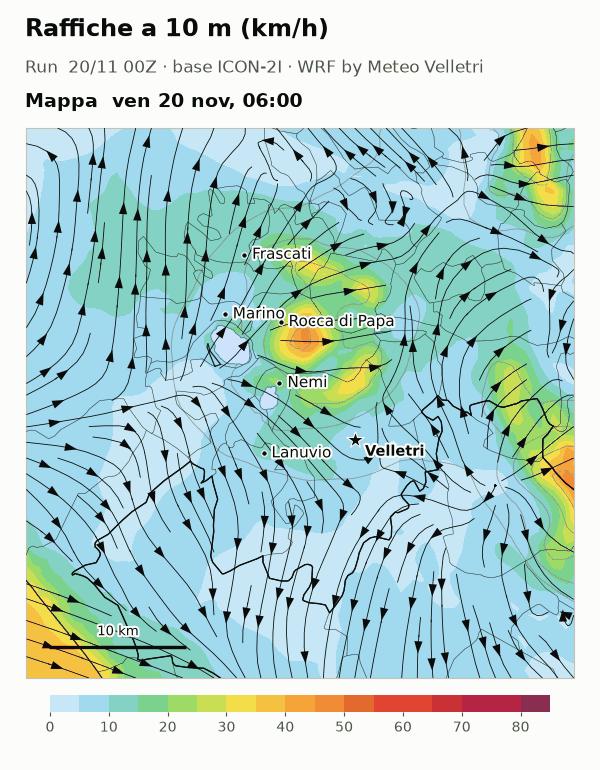 Raffiche a 10 m (km/h)
Run  20/11 00Z · base ICON-2I · WRF by Meteo Velletri
Mappa  ven 20 nov, 06:00
Frascati
Marino
Rocca di Papa
Nemi
Velletri
Lanuvio
10 km
0 10 20 30 40 50 60 70 80